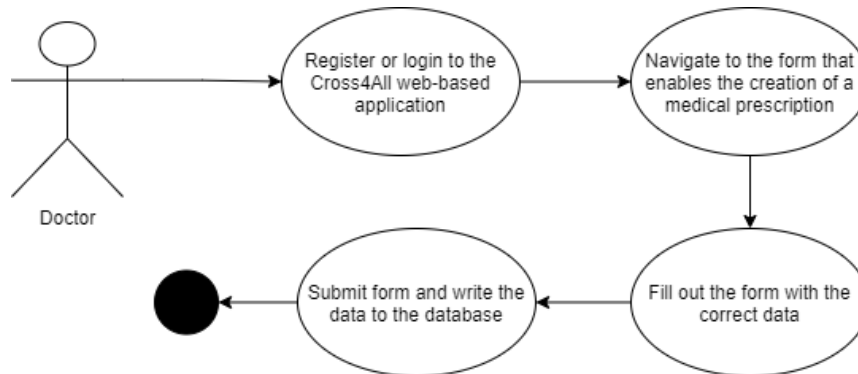 Register or login to the
Cross4All web-based
application
Navigate to the form that
enables the creation of a
medical prescription
Doctor
Submit form and write the
data to the database
Fill out the form with the
correct data